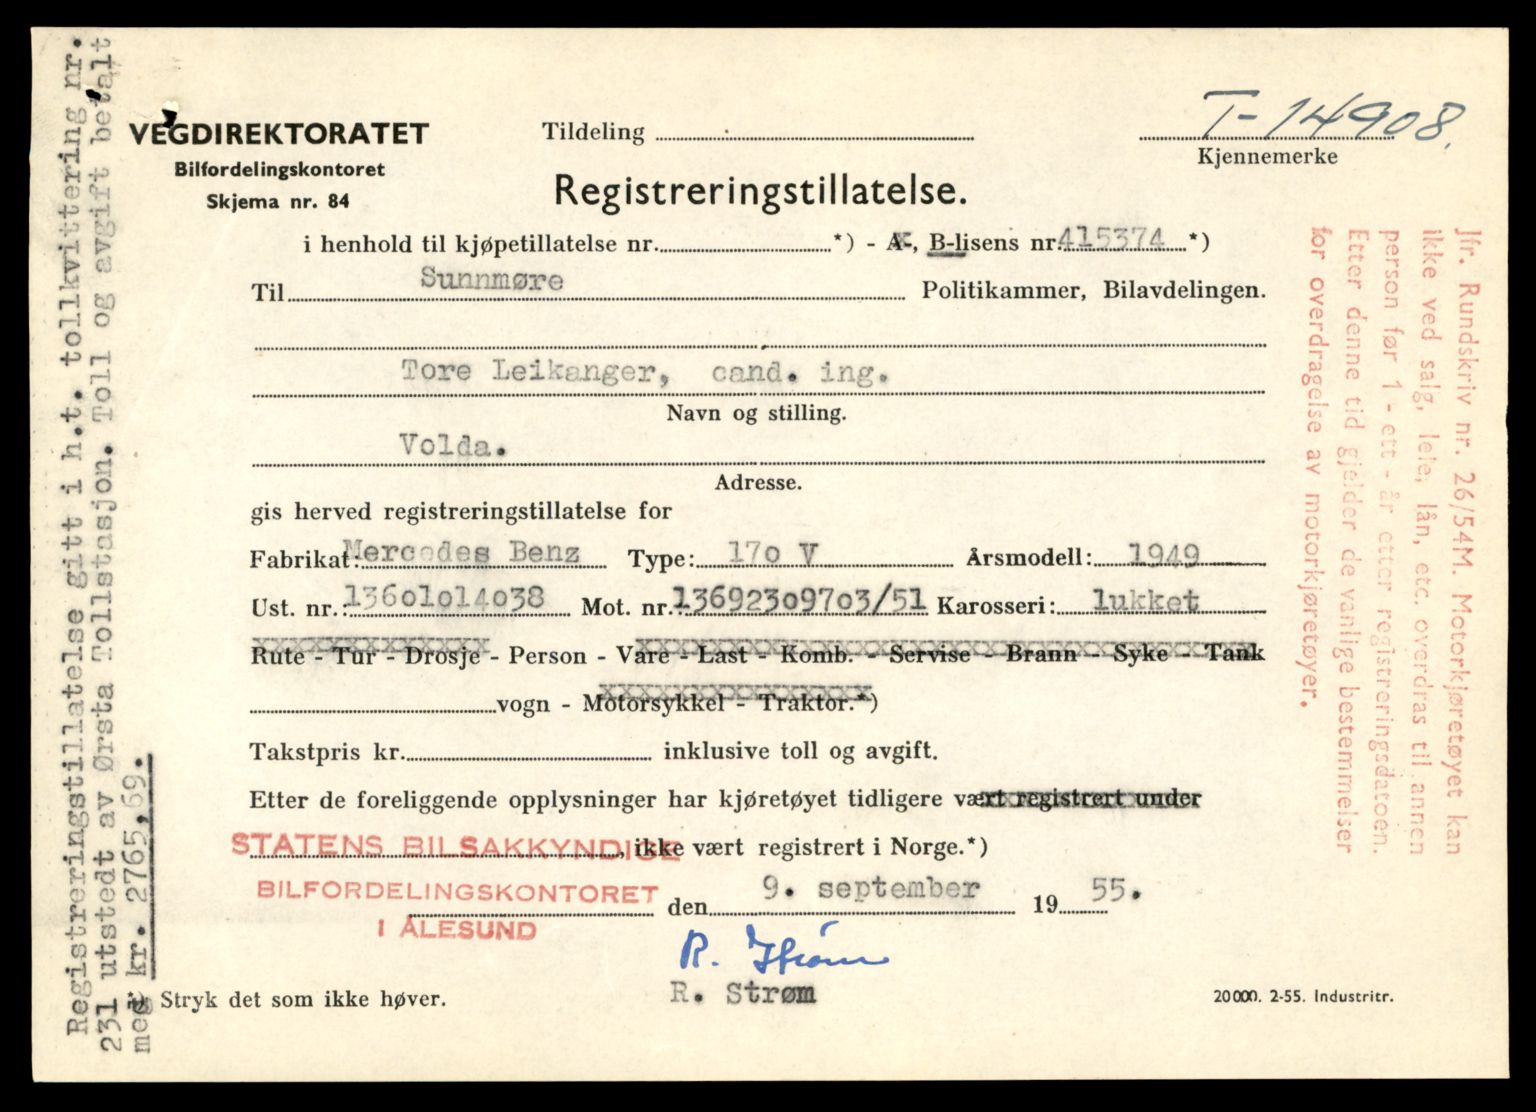 VEGDIREKTORATET
Bilfordelingskontoret
Skjema nr. 84
Tildeling
T-14908.
Kjennemerke
Registreringstillatelse.
i henhold til kjøpetillatelse nr. *) - A-, B-lisens nr. 415374 *)
Til Sunnmøre Politikammer, Bilavdelingen.
Tore Leikanger, cand. ing.
Navn og stilling.
Volda.
Adresse.
gis herved registreringstillatelse for
Fabrikat: Mercedes Benz Type: 170 V Årsmodell: 1949
Ust. nr.: 13601014038 Mot. nr. 13692309703/51 Karosseri: lukket
Rute - Tur - Drosje - Person - Vare - Last - Komb. - Servise - Brann - Syke - Tank
vogn - Motorsykkel - Traktor.*)
Takstpris kr. inklusive toll og avgift.
Etter de foreliggende opplysninger har kjøretøyet tidligere vært registrert under
, ikke vært registrert i Norge.*)
STATENS BILSAKKYNDIGE
BILFORDELINGSKONTORET
I ÅLESUND
den 9. september 1955.
R. Strøm
R. Strøm
*) Stryk det som ikke høver.
20000. 2-55. Industritr.
Registreringstillatelse gitt i h.t. tollkvittering nr.
231 utstedt av Ørsta Tollstasjon. Toll og avgift betalt
med kr. 2765,69.
Jfr. Rundskriv nr. 26/54M. Motorkjøretøyet kan
ikke ved salg, leie, lån, etc. overdras til annen
person før 1 - ett - år etter registreringsdatoen.
Etter denne tid gjelder de vanlige bestemmelser
for overdragelse av motorkjøretøyer.